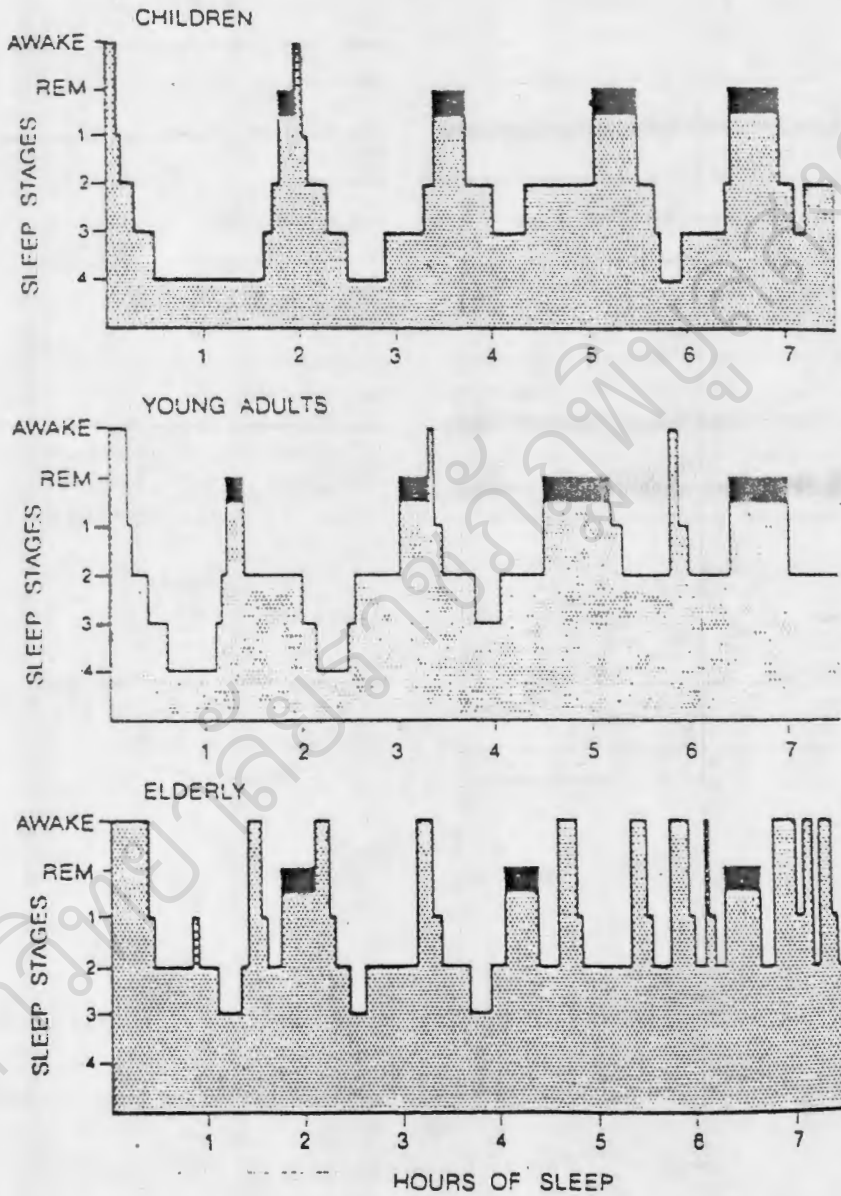 CHILDREN
AWAKE
REM
1
2
3
4
SLEEP STAGES
1 2 3 4 5 6 7
YOUNG ADULTS
AWAKE
REM
1
2
3
4
SLEEP STAGES
1 2 3 4 5 6 7
ELDERLY
AWAKE
REM
1
2
3
4
SLEEP STAGES
1 2 3 4 5 6 7
HOURS OF SLEEP